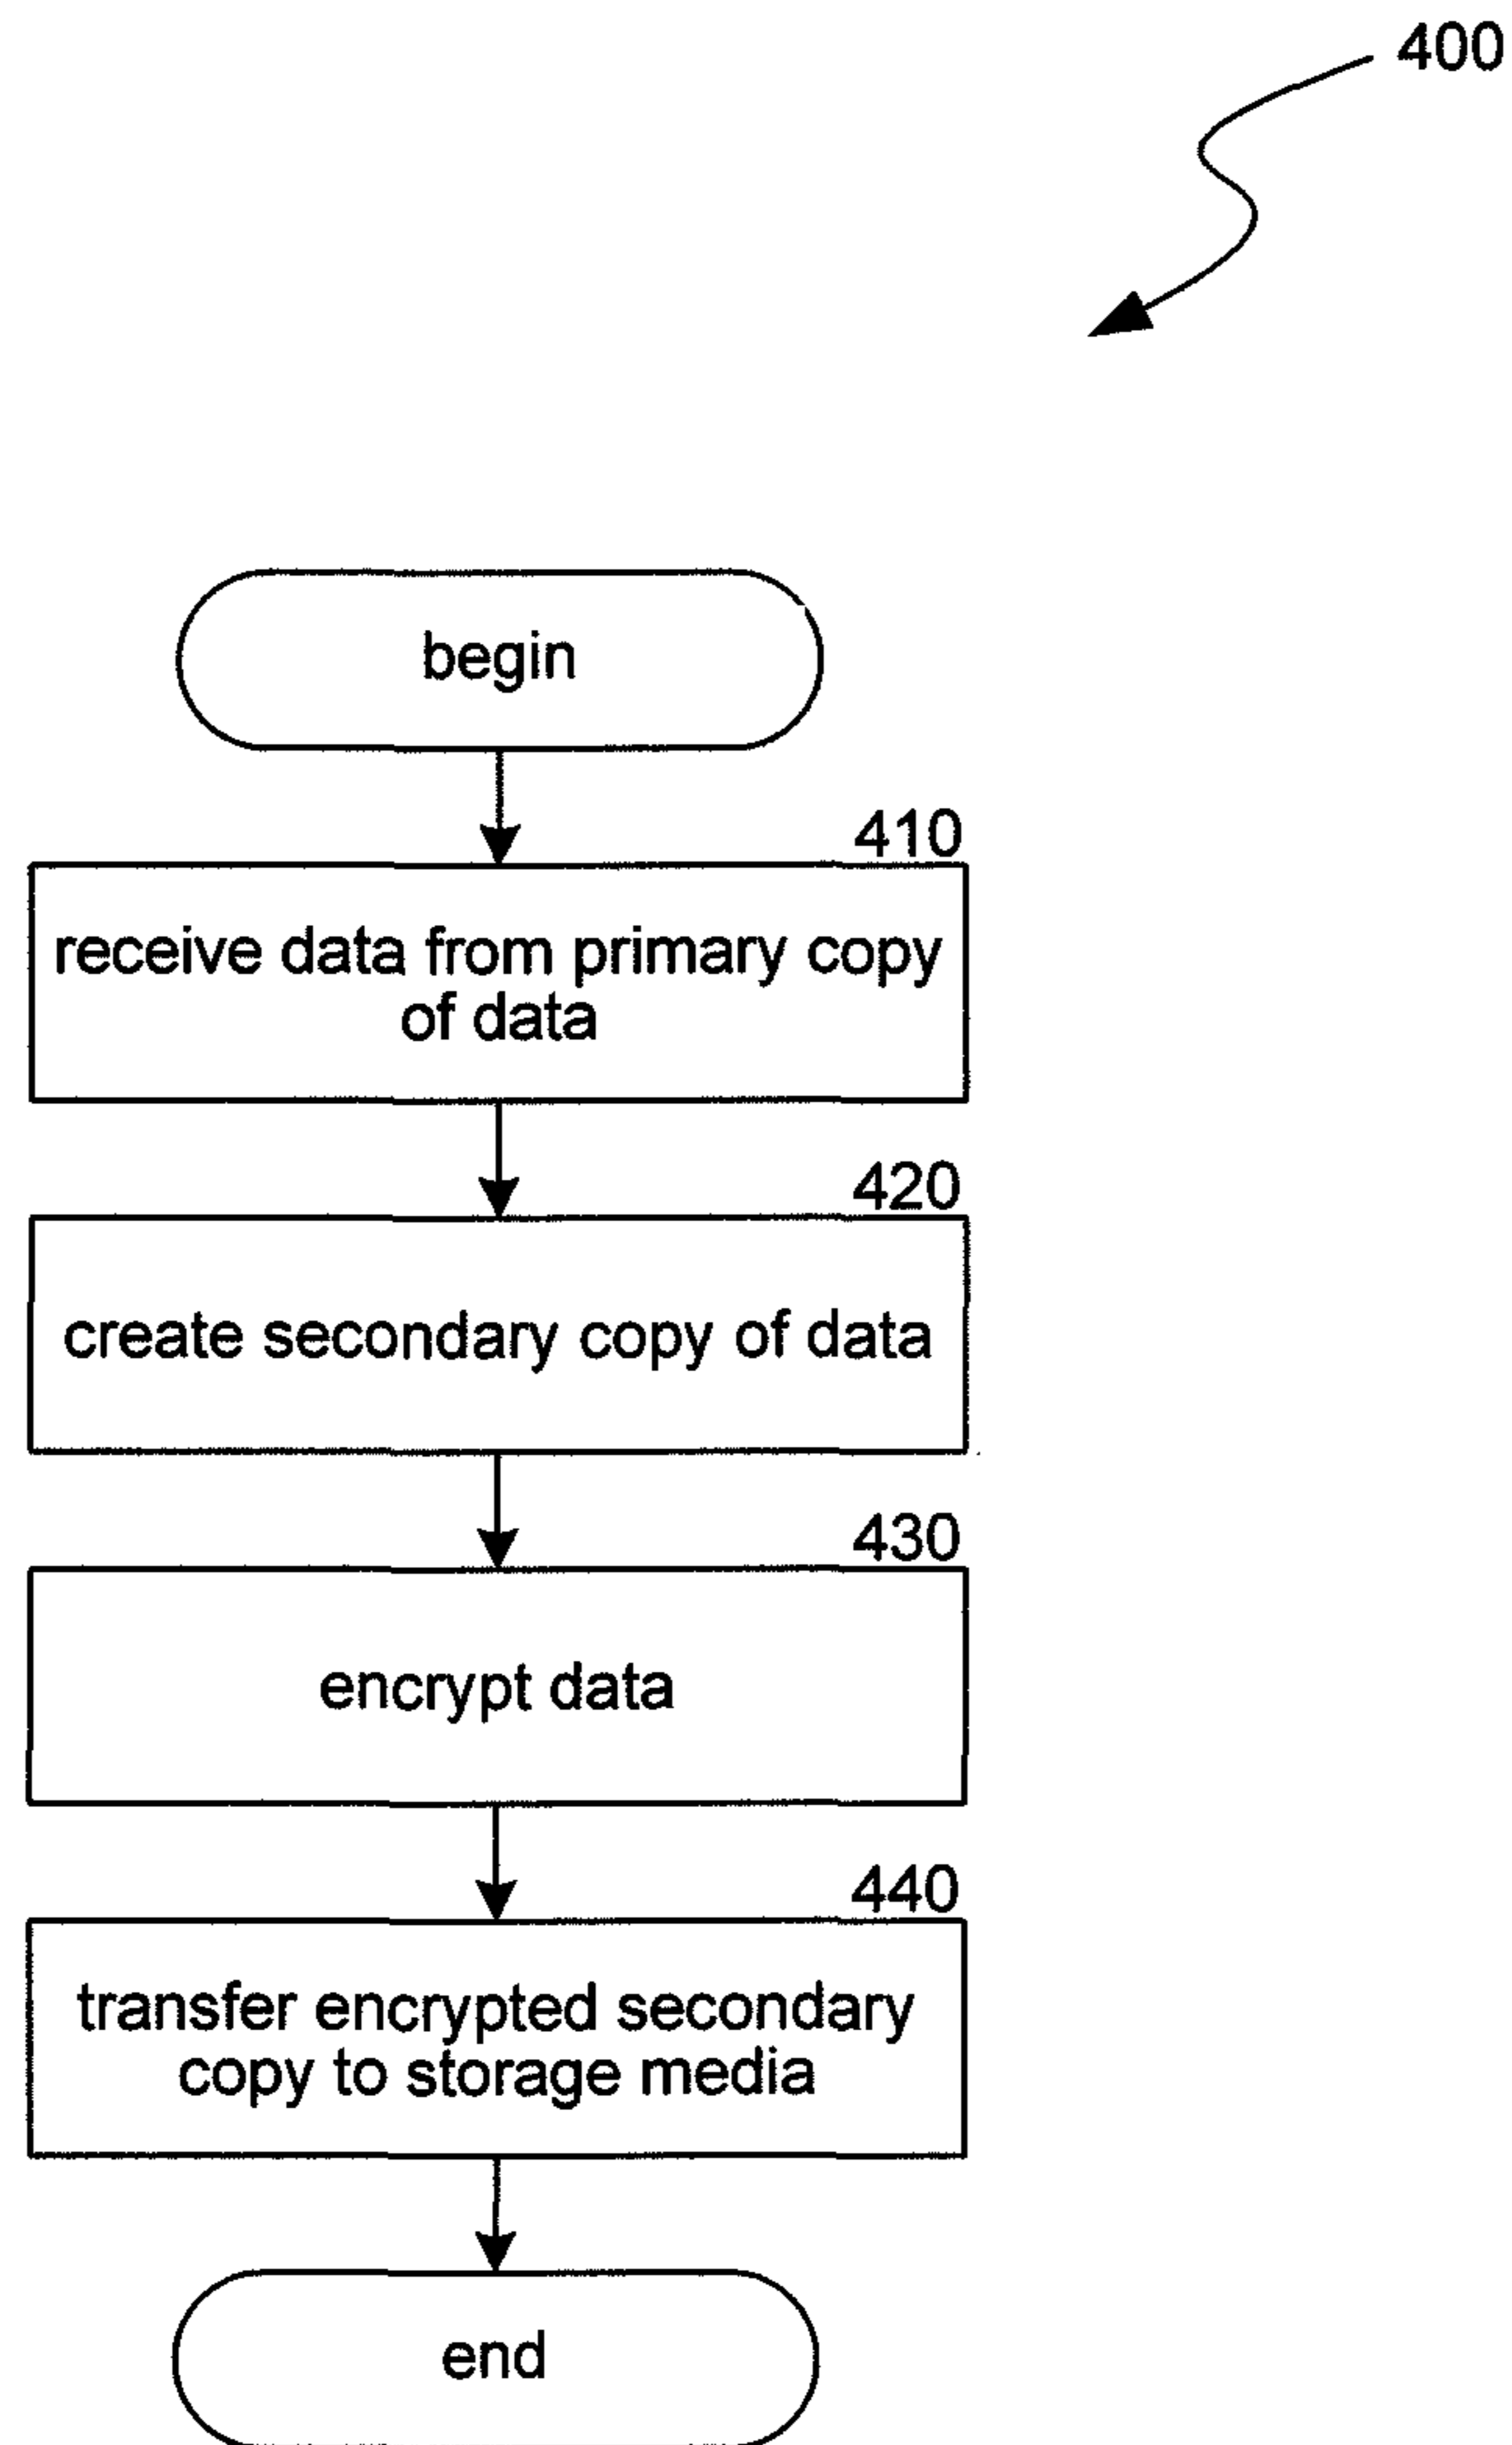 400
begin
410
receive data from primary copy
of data
420
create secondary copy of data
430
encrypt data
440
transfer encrypted secondary
copy to storage media
end